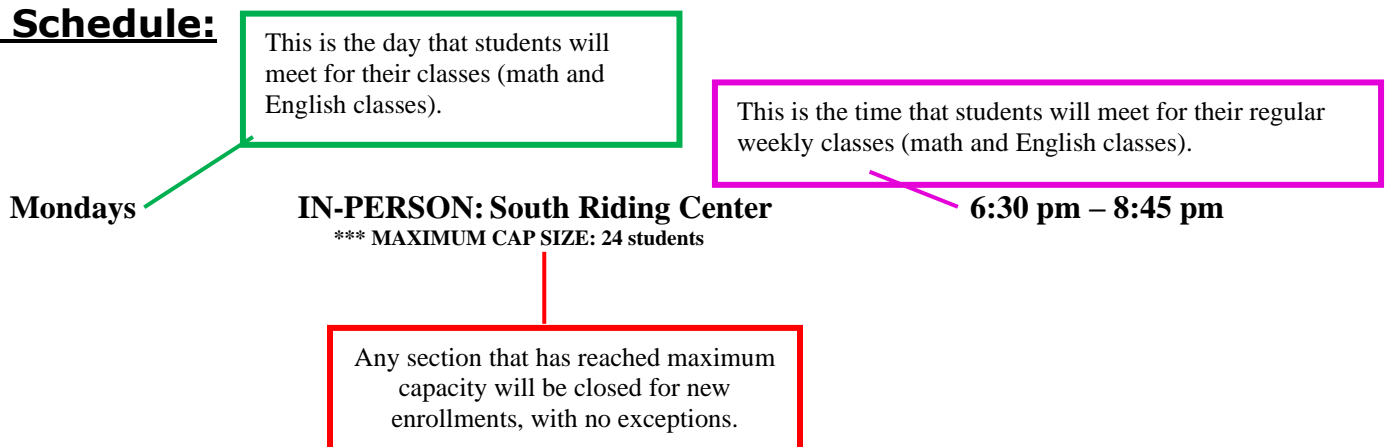 Schedule:
This is the day that students will
meet for their classes (math and
English classes).
This is the time that students will meet for their regular
weekly classes (math and English classes).
Mondays IN-PERSON: South Riding Center 6:30 pm – 8:45 pm
*** MAXIMUM CAP SIZE: 24 students
Any section that has reached maximum
capacity will be closed for new
enrollments, with no exceptions.